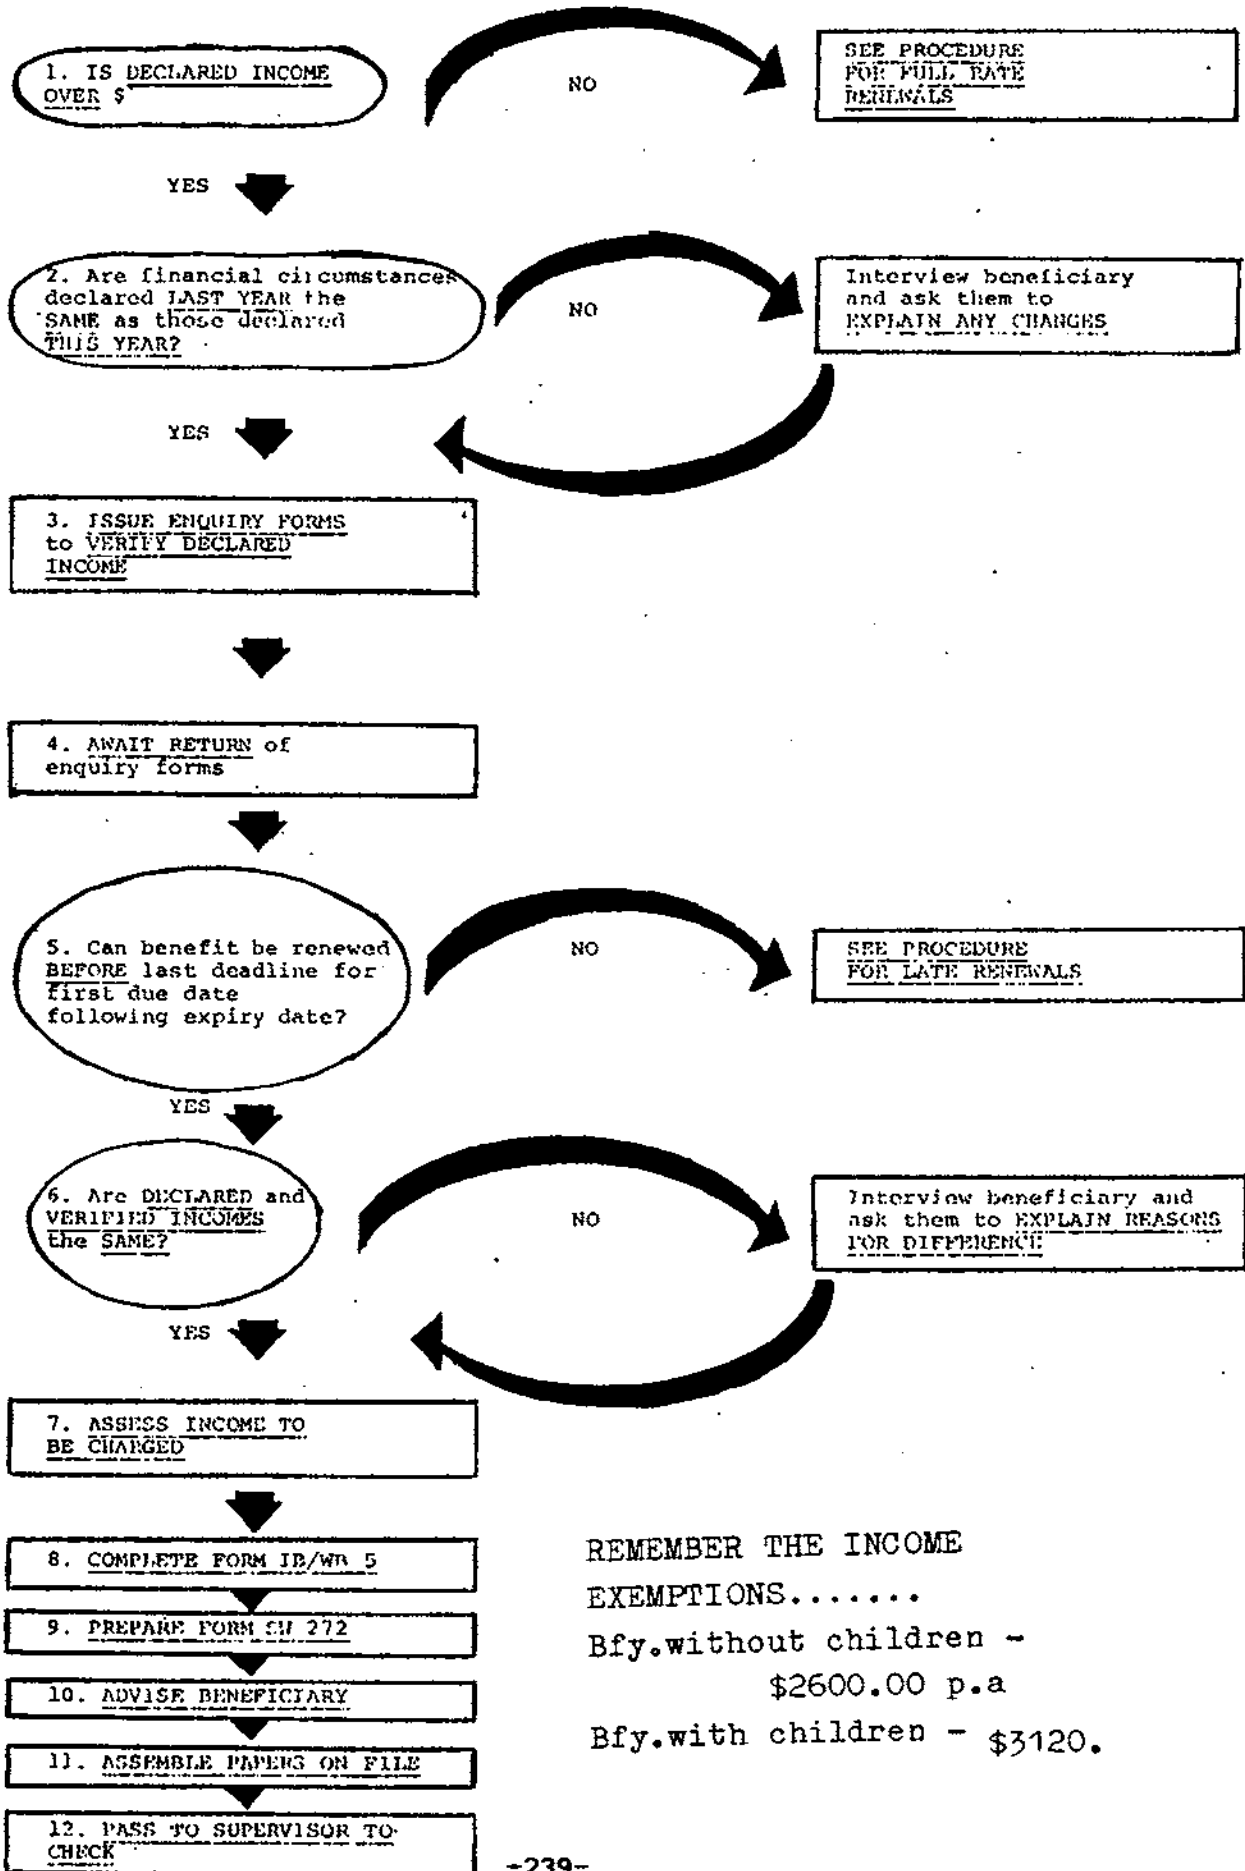 1. IS DECLARED INCOME
OVER $
NO
SEE PROCEDURE
FOR FULL RATE
RENEWALS
YES
2. Are financial circumstances
declared LAST YEAR the
SAME as those declared
THIS YEAR?
NO
Interview beneficiary
and ask them to
EXPLAIN ANY CHANGES
YES
3. ISSUE ENQUIRY FORMS
to VERIFY DECLARED
INCOME
4. AWAIT RETURN of
enquiry forms
5. Can benefit be renewed
BEFORE last deadline for
first due date
following expiry date?
NO
SEE PROCEDURE
FOR LATE RENEWALS
YES
6. Are DECLARED and
VERIFIED INCOMES
the SAME?
NO
Interview beneficiary and
ask them to EXPLAIN REASONS
FOR DIFFERENCE
YES
7. ASSESS INCOME TO
BE CHARGED
8. COMPLETE FORM IB/WB 5
9. PREPARE FORM SW 272
10. ADVISE BENEFICIARY
11. ASSEMBLE PAPERS ON FILE
12. PASS TO SUPERVISOR TO
CHECK
REMEMBER THE INCOME
EXEMPTIONS.......
Bfy.without children -
$2600.00 p.a
Bfy.with children - $3120.
-239-